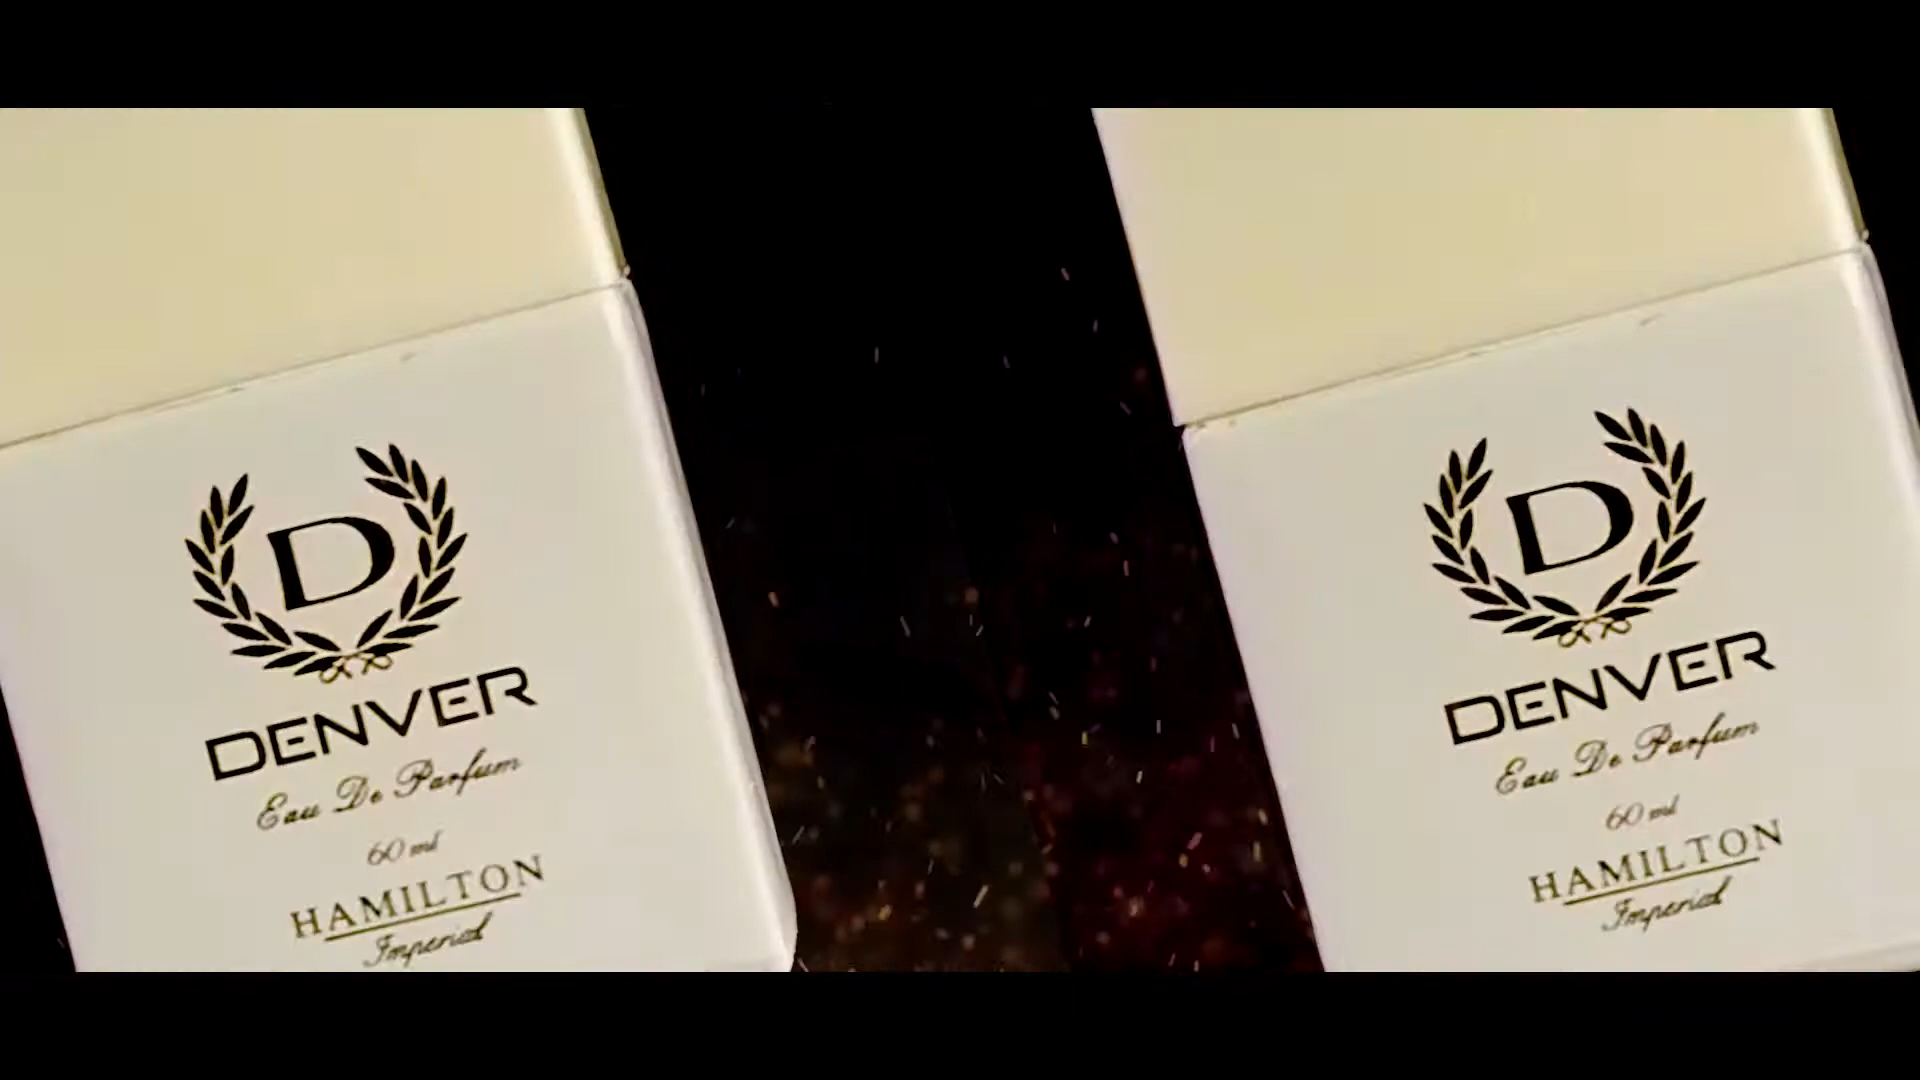 D
DENVER
Eau De Parfum
60 ml
HAMILTON
Imperial
D
DENVER
Eau De Parfum
60 ml
HAMILTON
Imperial